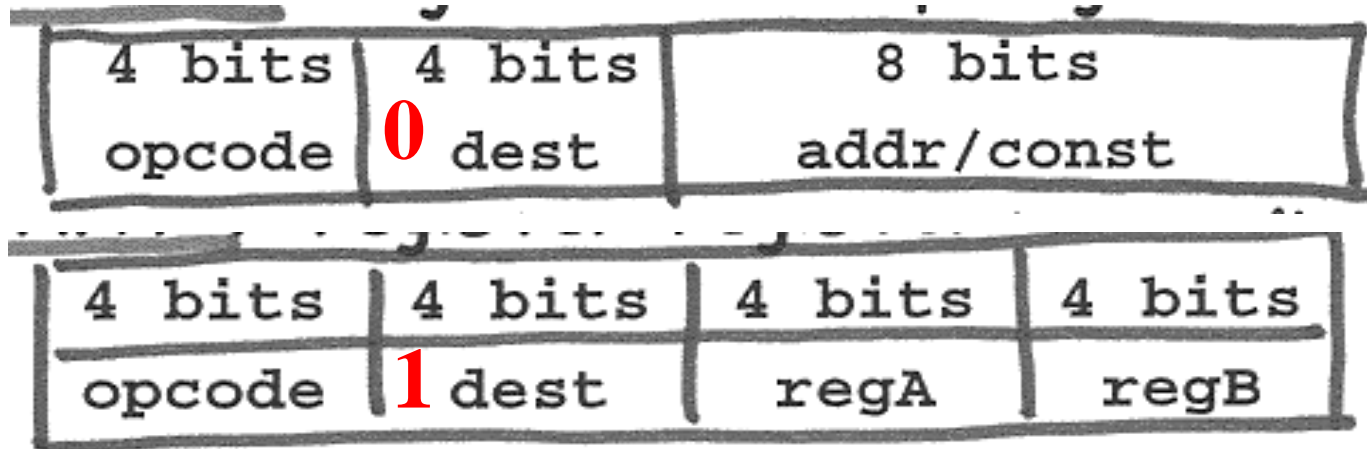 4 bits 4 bits 8 bits
opcode 0 dest addr/const
4 bits 4 bits 4 bits 4 bits
opcode 1 dest regA regB